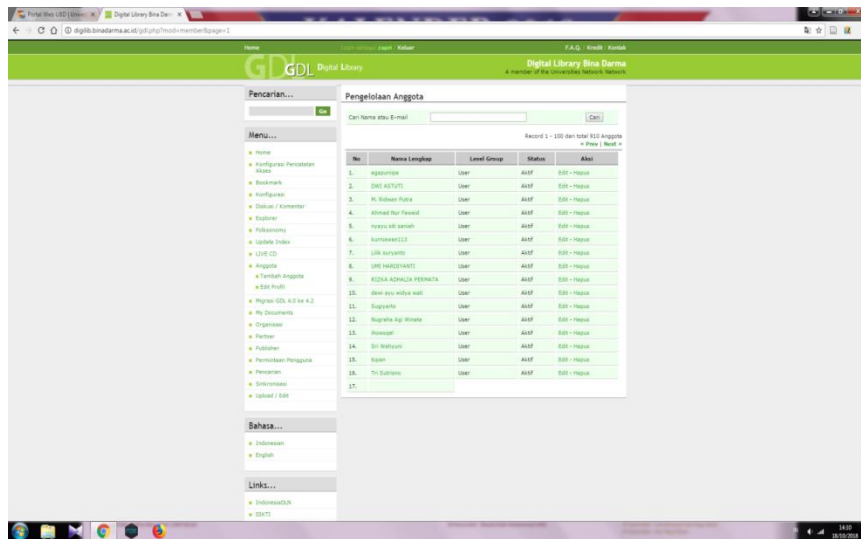 Portal Web UBD | Univer
Digital Library Bina Dar
digilib.binadarma.ac.id/gdl.php?mod=member&page=1
Home
Keluar
F.A.Q. | Kredit | Kontak
GDL Digital Library
Digital Library Bina Darma
A member of the Universities Network Network
Pencarian...
Go
Menu...
Home
Konfigurasi Pencatatan
Akses
Bookmark
Konfigurasi
Diskusi / Komentar
Explorer
Folksonomy
Update Index
LIVE CD
Anggota
Tambah Anggota
Edit Profil
Migrasi GDL 4.0 ke 4.2
My Documents
Organisasi
Partner
Publisher
Permintaan Pengguna
Pencarian
Sinkronisasi
Upload / Edit
Bahasa...
Indonesian
English
Links...
IndonesiaDLN
DIKTI
Pengelolaan Anggota
Cari Nama atau E-mail
Cari
Record 1 - 100 dari total 910 Anggota
« Prev | Next »
No Nama Lengkap Level Group Status Aksi
1. User Aktif Edit - Hapus
2. DWI ASTUTI User Aktif Edit - Hapus
3. M. Ridwan Putra User Aktif Edit - Hapus
4. Ahmad Nur Fawaid User Aktif Edit - Hapus
5. nyayu siti saniah User Aktif Edit - Hapus
6. kurniawan113 User Aktif Edit - Hapus
7. Lilik suryanto User Aktif Edit - Hapus
8. UMI HARDIYANTI User Aktif Edit - Hapus
9. RIZKA ADHALIA PERMATA User Aktif Edit - Hapus
10. dewi ayu widya wati User Aktif Edit - Hapus
11. Sugiyarto User Aktif Edit - Hapus
12. Nugraha Agi Winata User Aktif Edit - Hapus
13. User Aktif Edit - Hapus
14. Sri Wahyuni User Aktif Edit - Hapus
15. User Aktif Edit - Hapus
16. Tri Sutrisno User Aktif Edit - Hapus
17.
14:10
18/10/2018